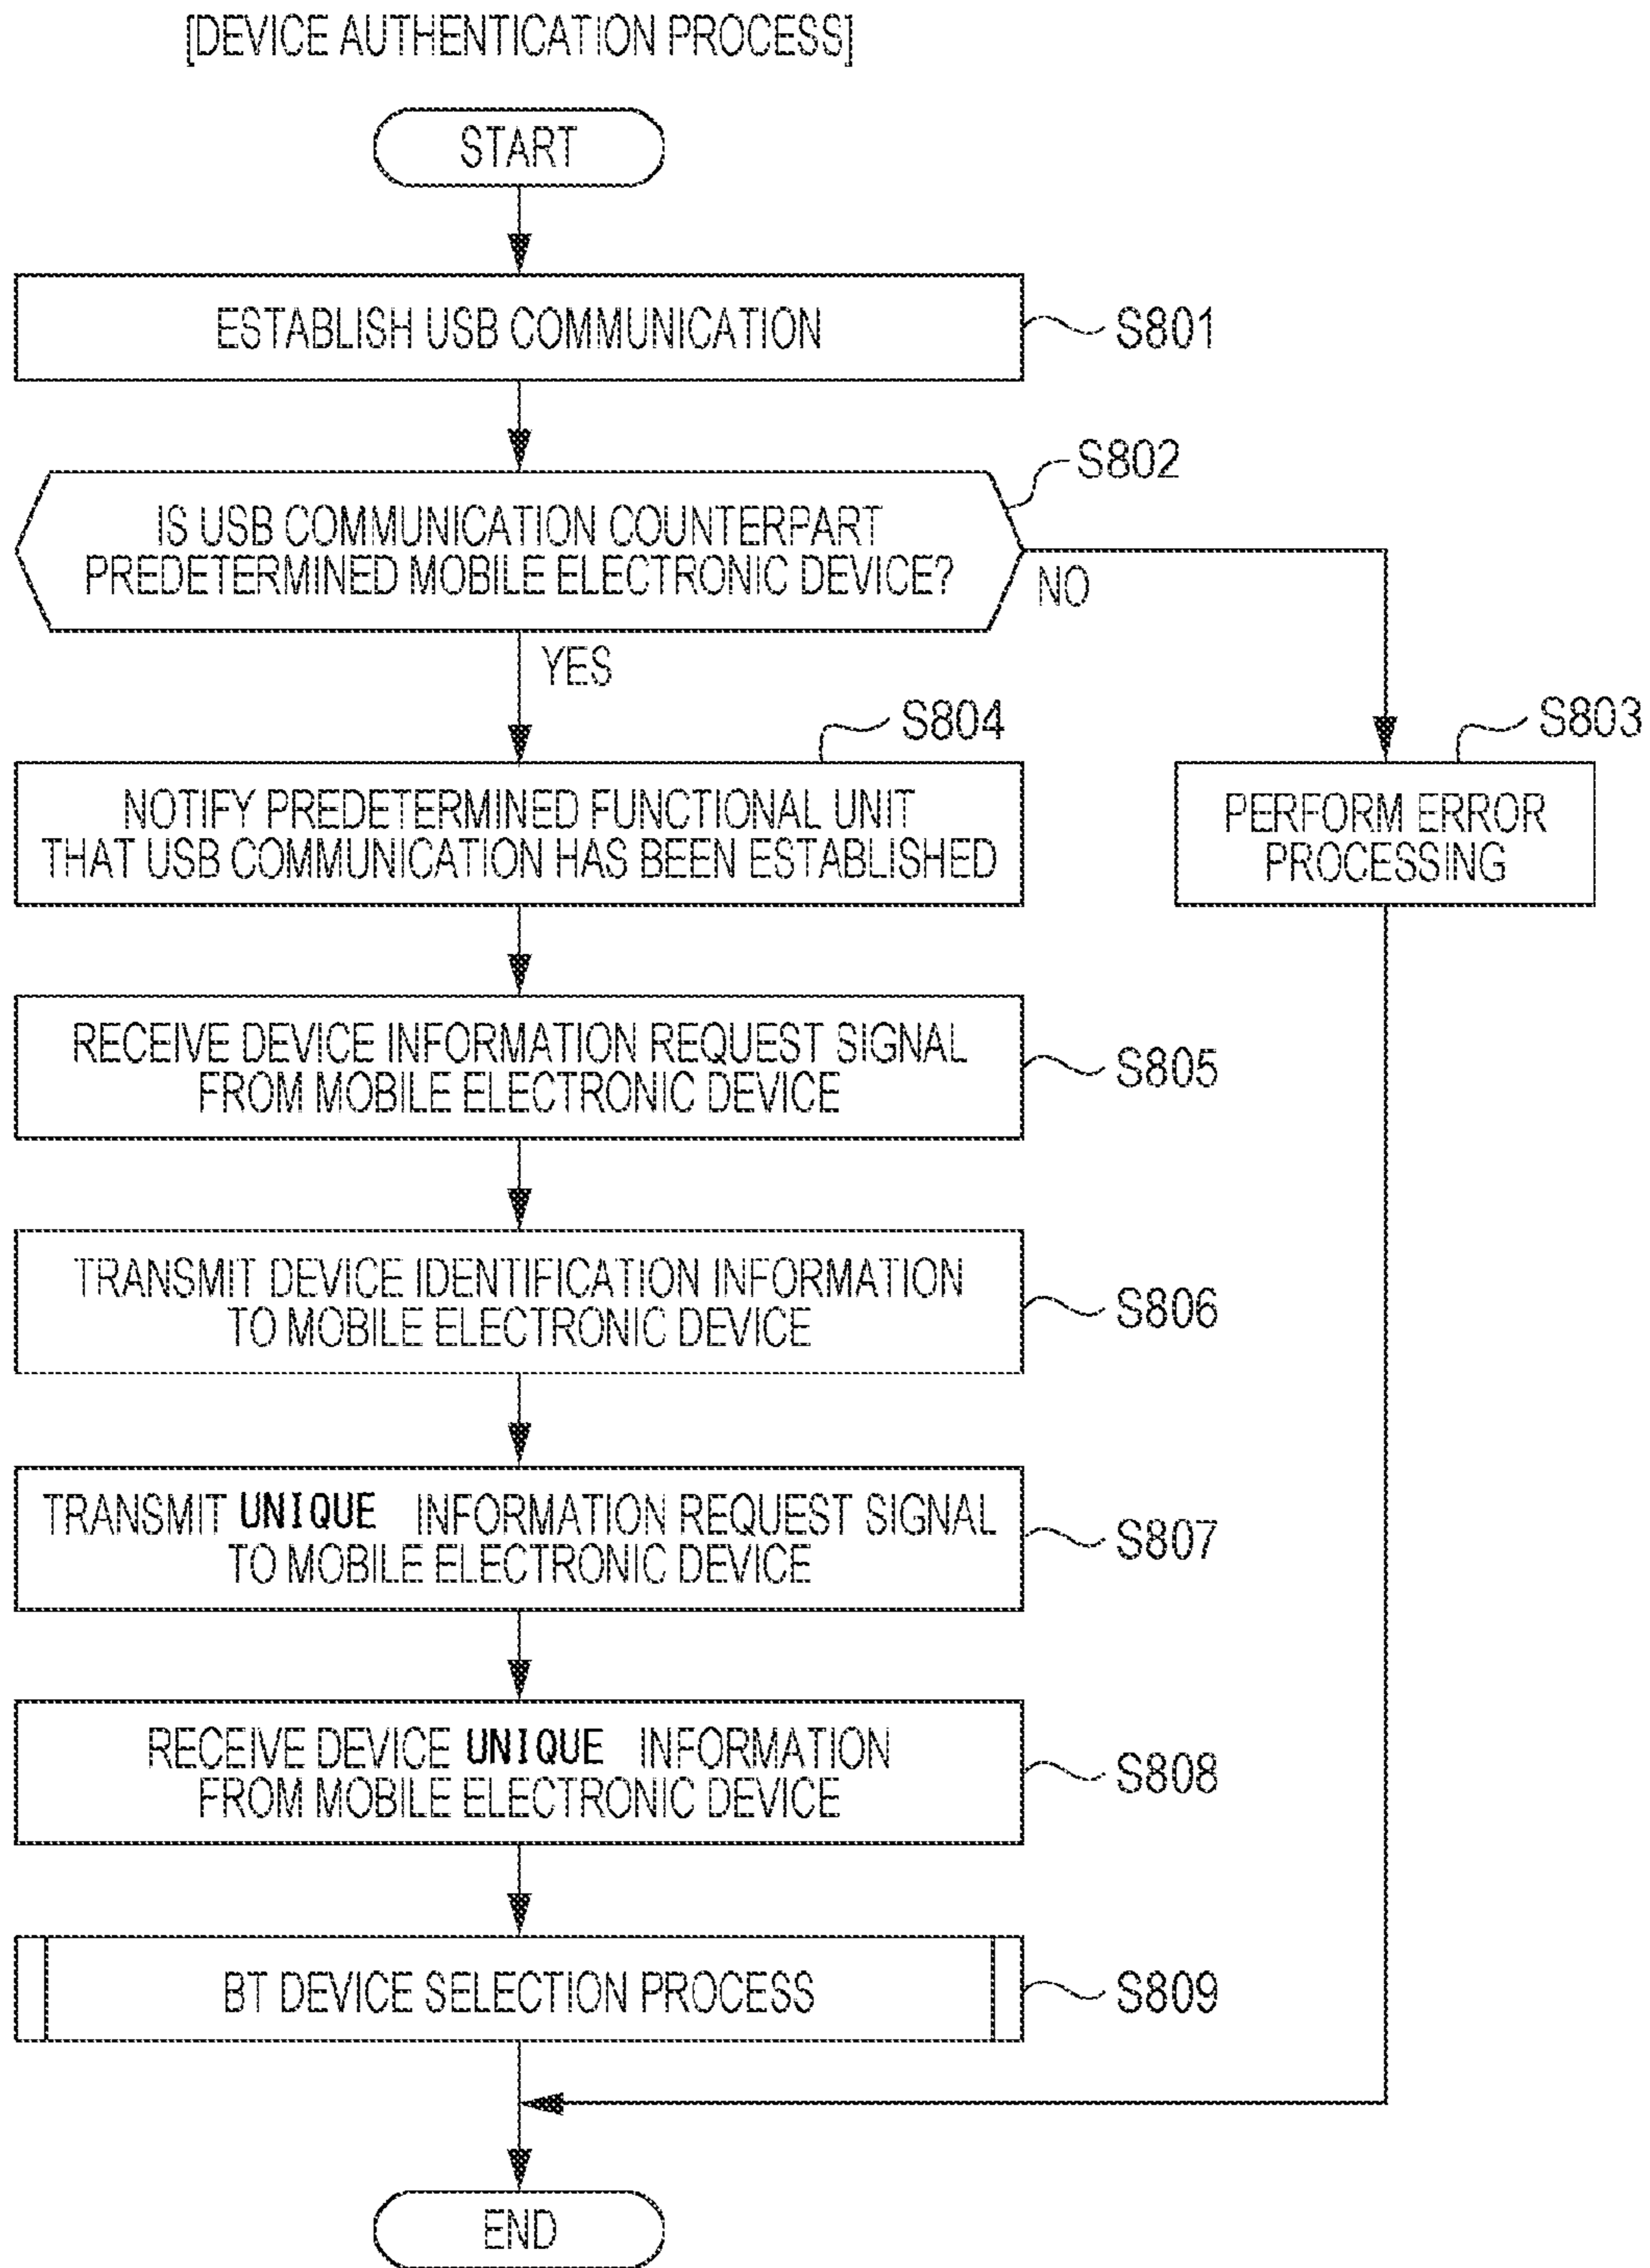 [DEVICE AUTHENTICATION PROCESS]
START
ESTABLISH USB COMMUNICATION
S801
S802
IS USB COMMUNICATION COUNTERPART
PREDETERMINED MOBILE ELECTRONIC DEVICE?
NO
YES
S804
S803
NOTIFY PREDETERMINED FUNCTIONAL UNIT
THAT USB COMMUNICATION HAS BEEN ESTABLISHED
PERFORM ERROR
PROCESSING
RECEIVE DEVICE INFORMATION REQUEST SIGNAL
FROM MOBILE ELECTRONIC DEVICE
S805
TRANSMIT DEVICE IDENTIFICATION INFORMATION
TO MOBILE ELECTRONIC DEVICE
S806
TRANSMIT UNIQUE INFORMATION REQUEST SIGNAL
TO MOBILE ELECTRONIC DEVICE
S807
RECEIVE DEVICE UNIQUE INFORMATION
FROM MOBILE ELECTRONIC DEVICE
S808
BT DEVICE SELECTION PROCESS
S809
END